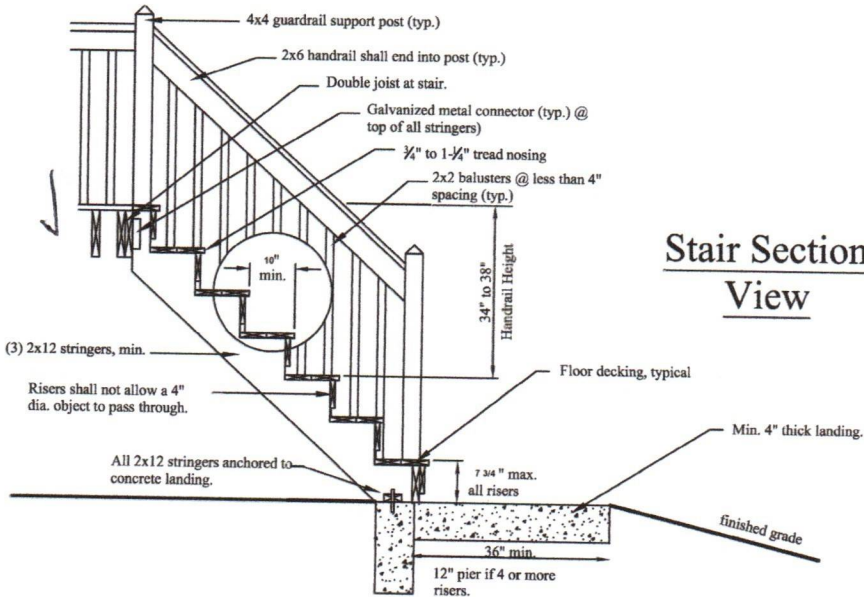 4x4 guardrail support post (typ.)
2x6 handrail shall end into post (typ.)
Double joist at stair.
Galvanized metal connector (typ.) @
top of all stringers)
¾" to 1-¼" tread nosing
2x2 balusters @ less than 4"
spacing (typ.)
Stair Section
View
10"
min.
34" to 38"
Handrail Height
(3) 2x12 stringers, min.
Floor decking, typical
Risers shall not allow a 4"
dia. object to pass through.
Min. 4" thick landing.
All 2x12 stringers anchored to
concrete landing.
7 3/4" max.
all risers
finished grade
36" min.
12" pier if 4 or more
risers.